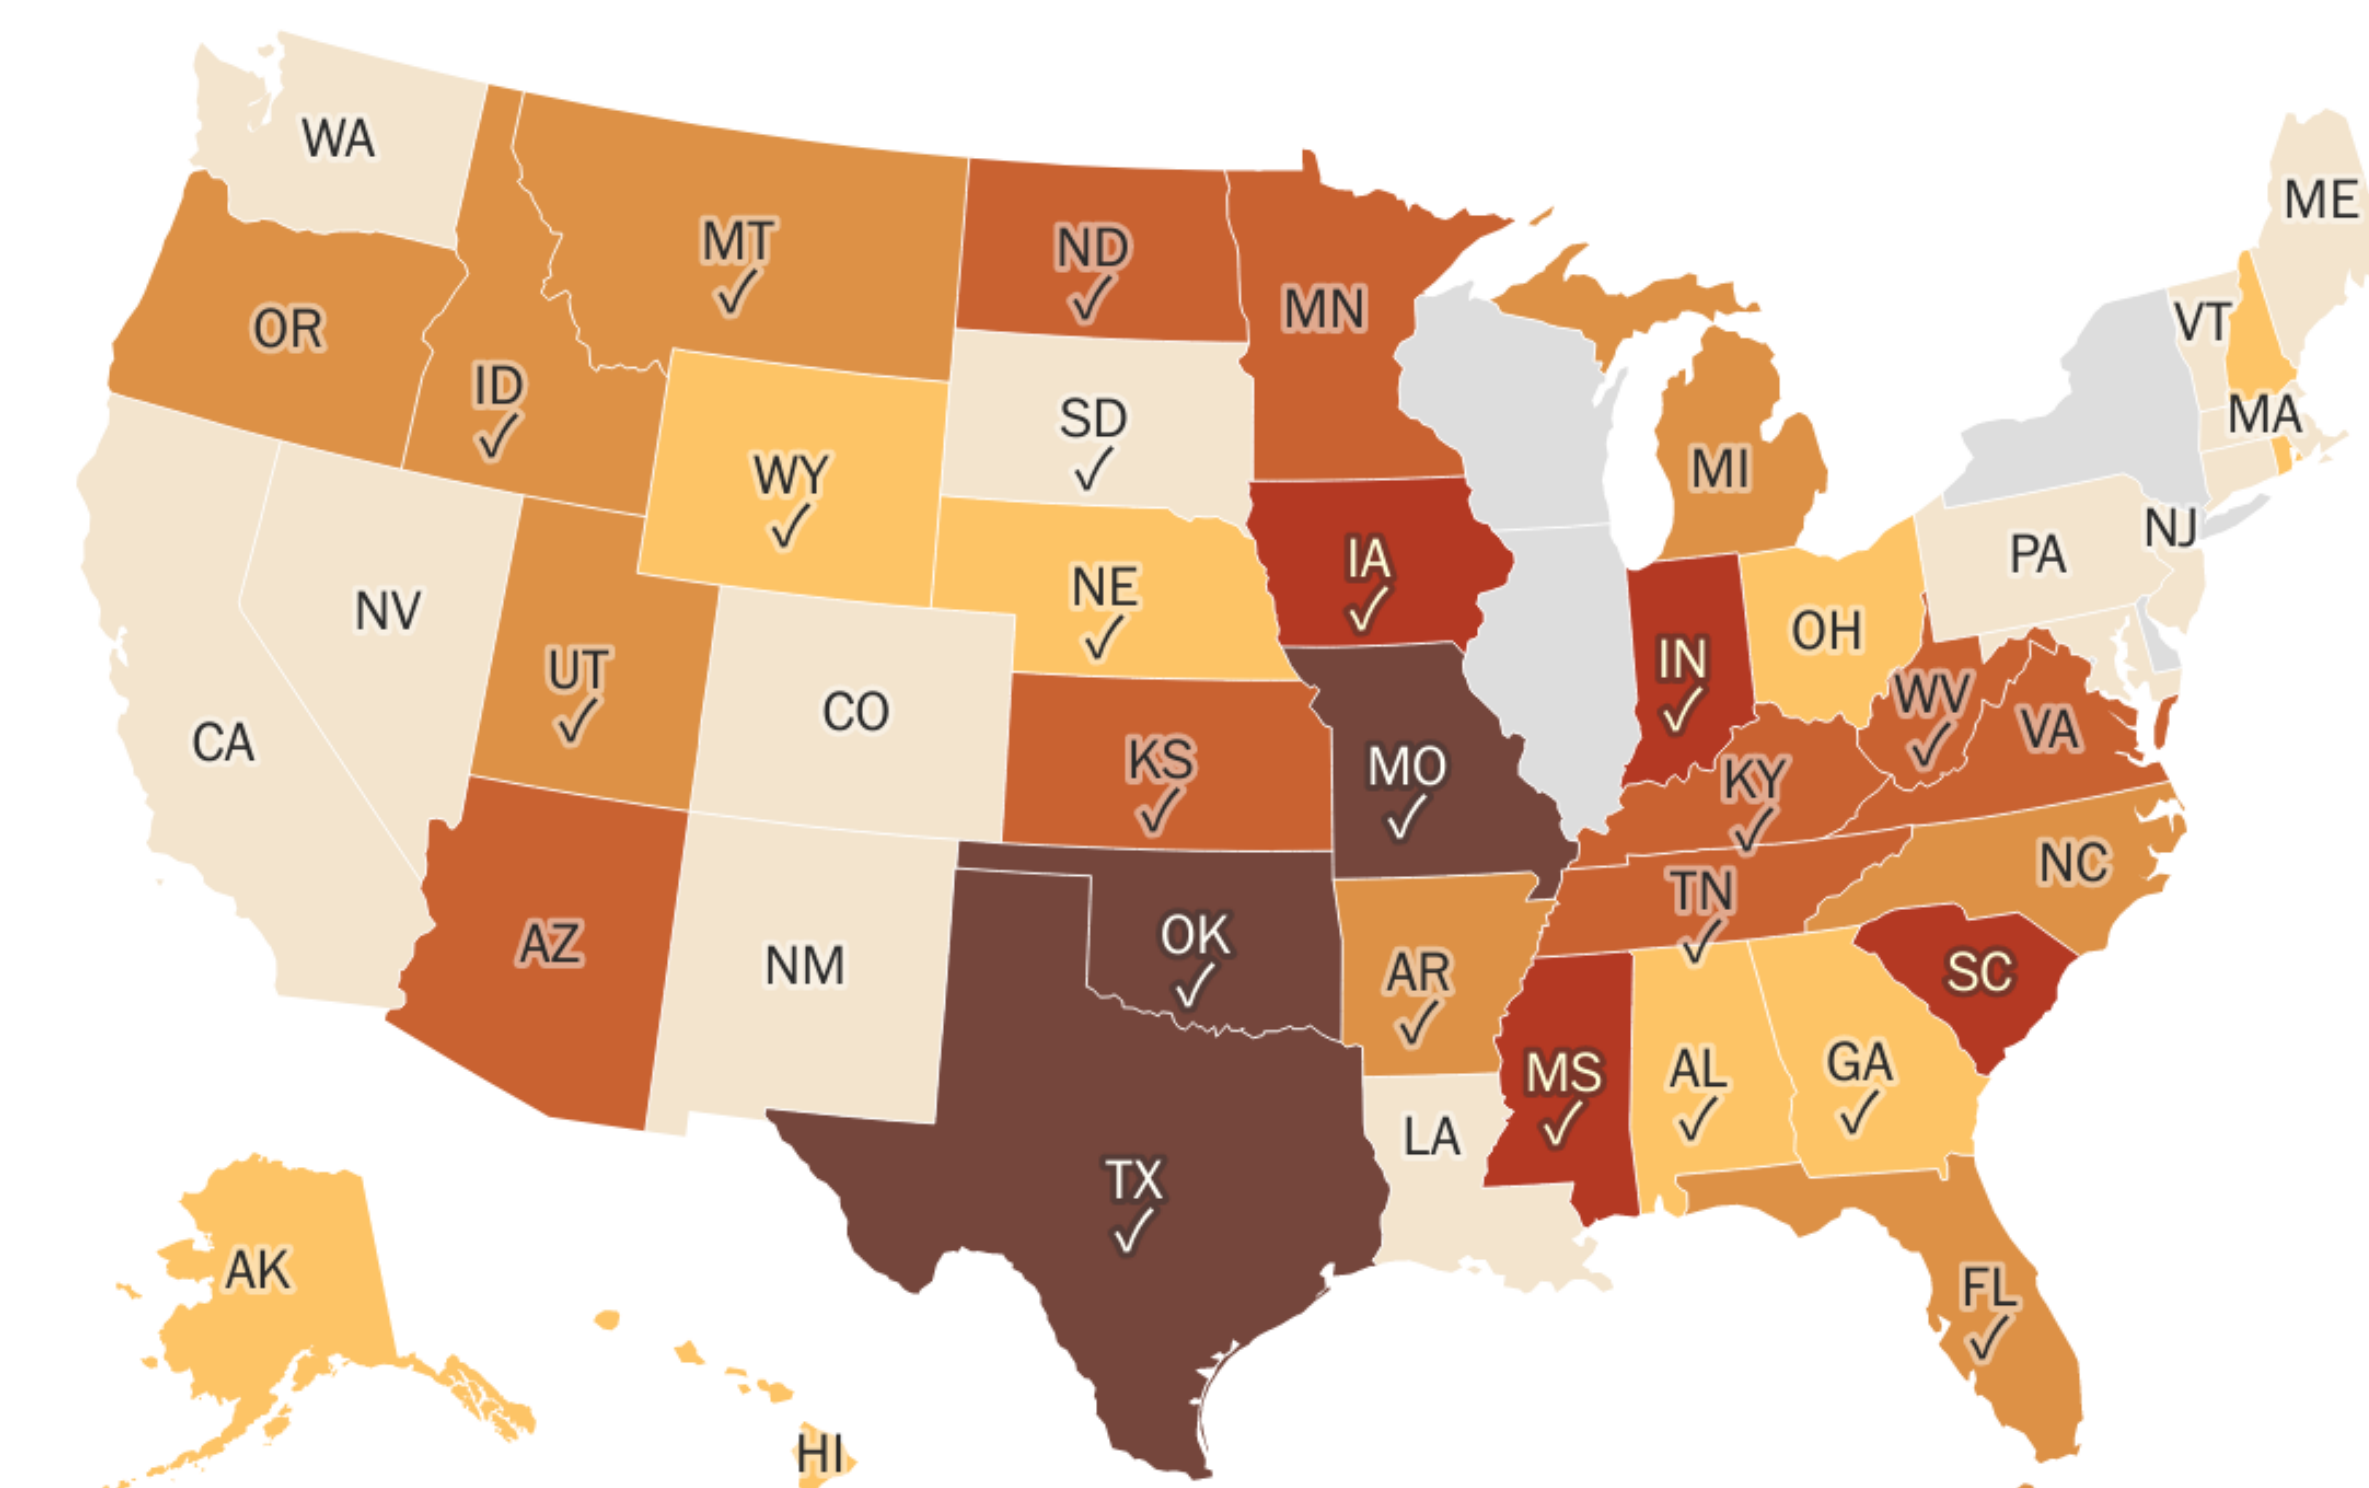 WA
ME
MT
✓
ND
✓
MN
OR
VT
ID
✓
SD
✓
MA
WY
✓
MI
NJ
PA
IA
✓
NE
✓
NV
OH
UT
✓
IN
✓
WV
✓
VA
CO
CA
KS
✓
MO
✓
KY
✓
NC
TN
✓
AZ
NM
OK
✓
AR
✓
SC
MS
✓
AL
✓
GA
✓
LA
TX
✓
AK
FL
✓
HI